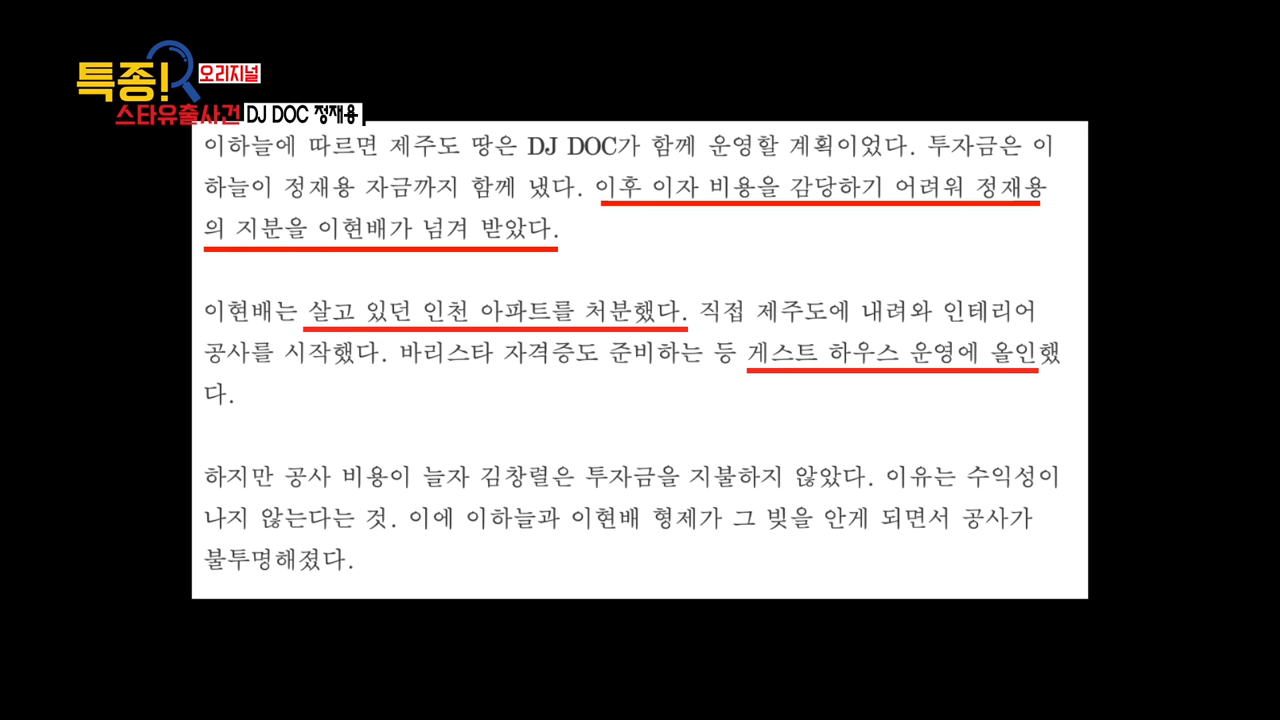 특종!
오리지널
스타유출사건 DJ DOC 정재용
이하늘에 따르면 제주도 땅은 DJ DOC가 함께 운영할 계획이었다. 투자금은 이
하늘이 정재용 자금까지 함께 냈다. 이후 이자 비용을 감당하기 어려워 정재용
의 지분을 이현배가 넘겨 받았다.
이현배는 살고 있던 인천 아파트를 처분했다. 직접 제주도에 내려와 인테리어
공사를 시작했다. 바리스타 자격증도 준비하는 등 게스트 하우스 운영에 올인했
다.
하지만 공사 비용이 늘자 김창렬은 투자금을 지불하지 않았다. 이유는 수익성이
나지 않는다는 것. 이에 이하늘과 이현배 형제가 그 빚을 안게 되면서 공사가
불투명해졌다.